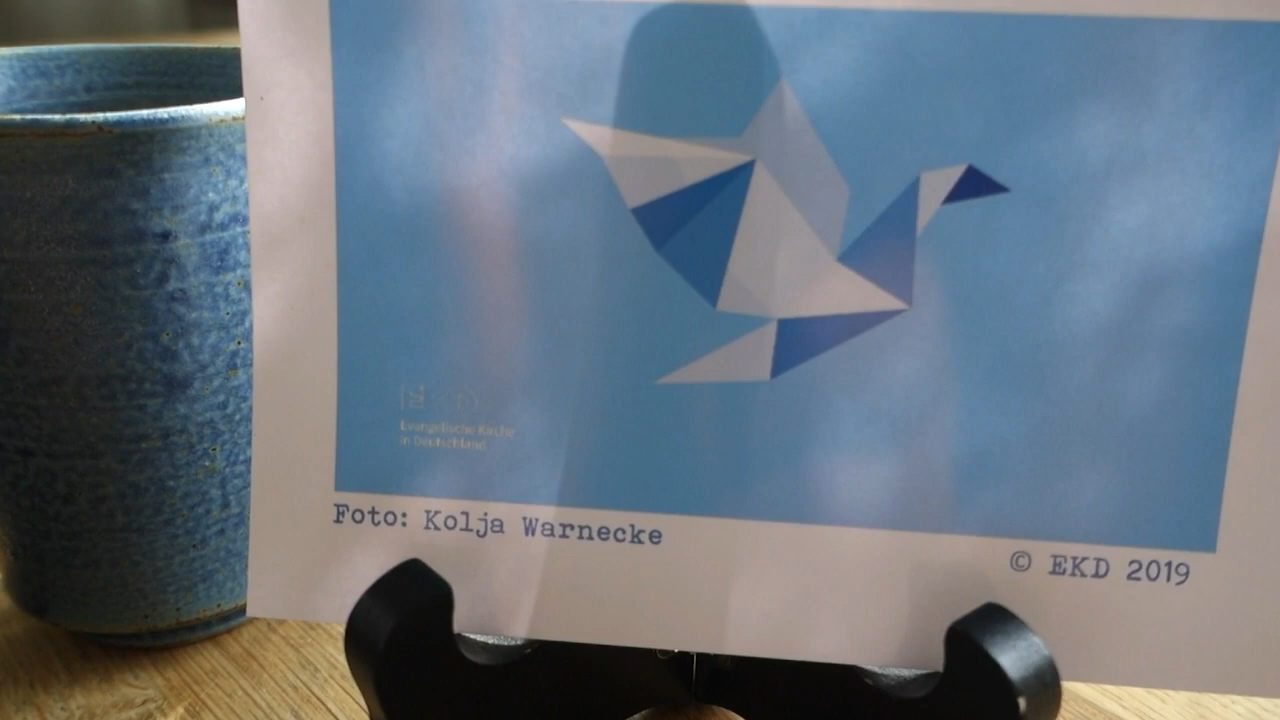 Evangelische Kirche
in Deutschland
Foto: Kolja Warnecke
© EKD 2019